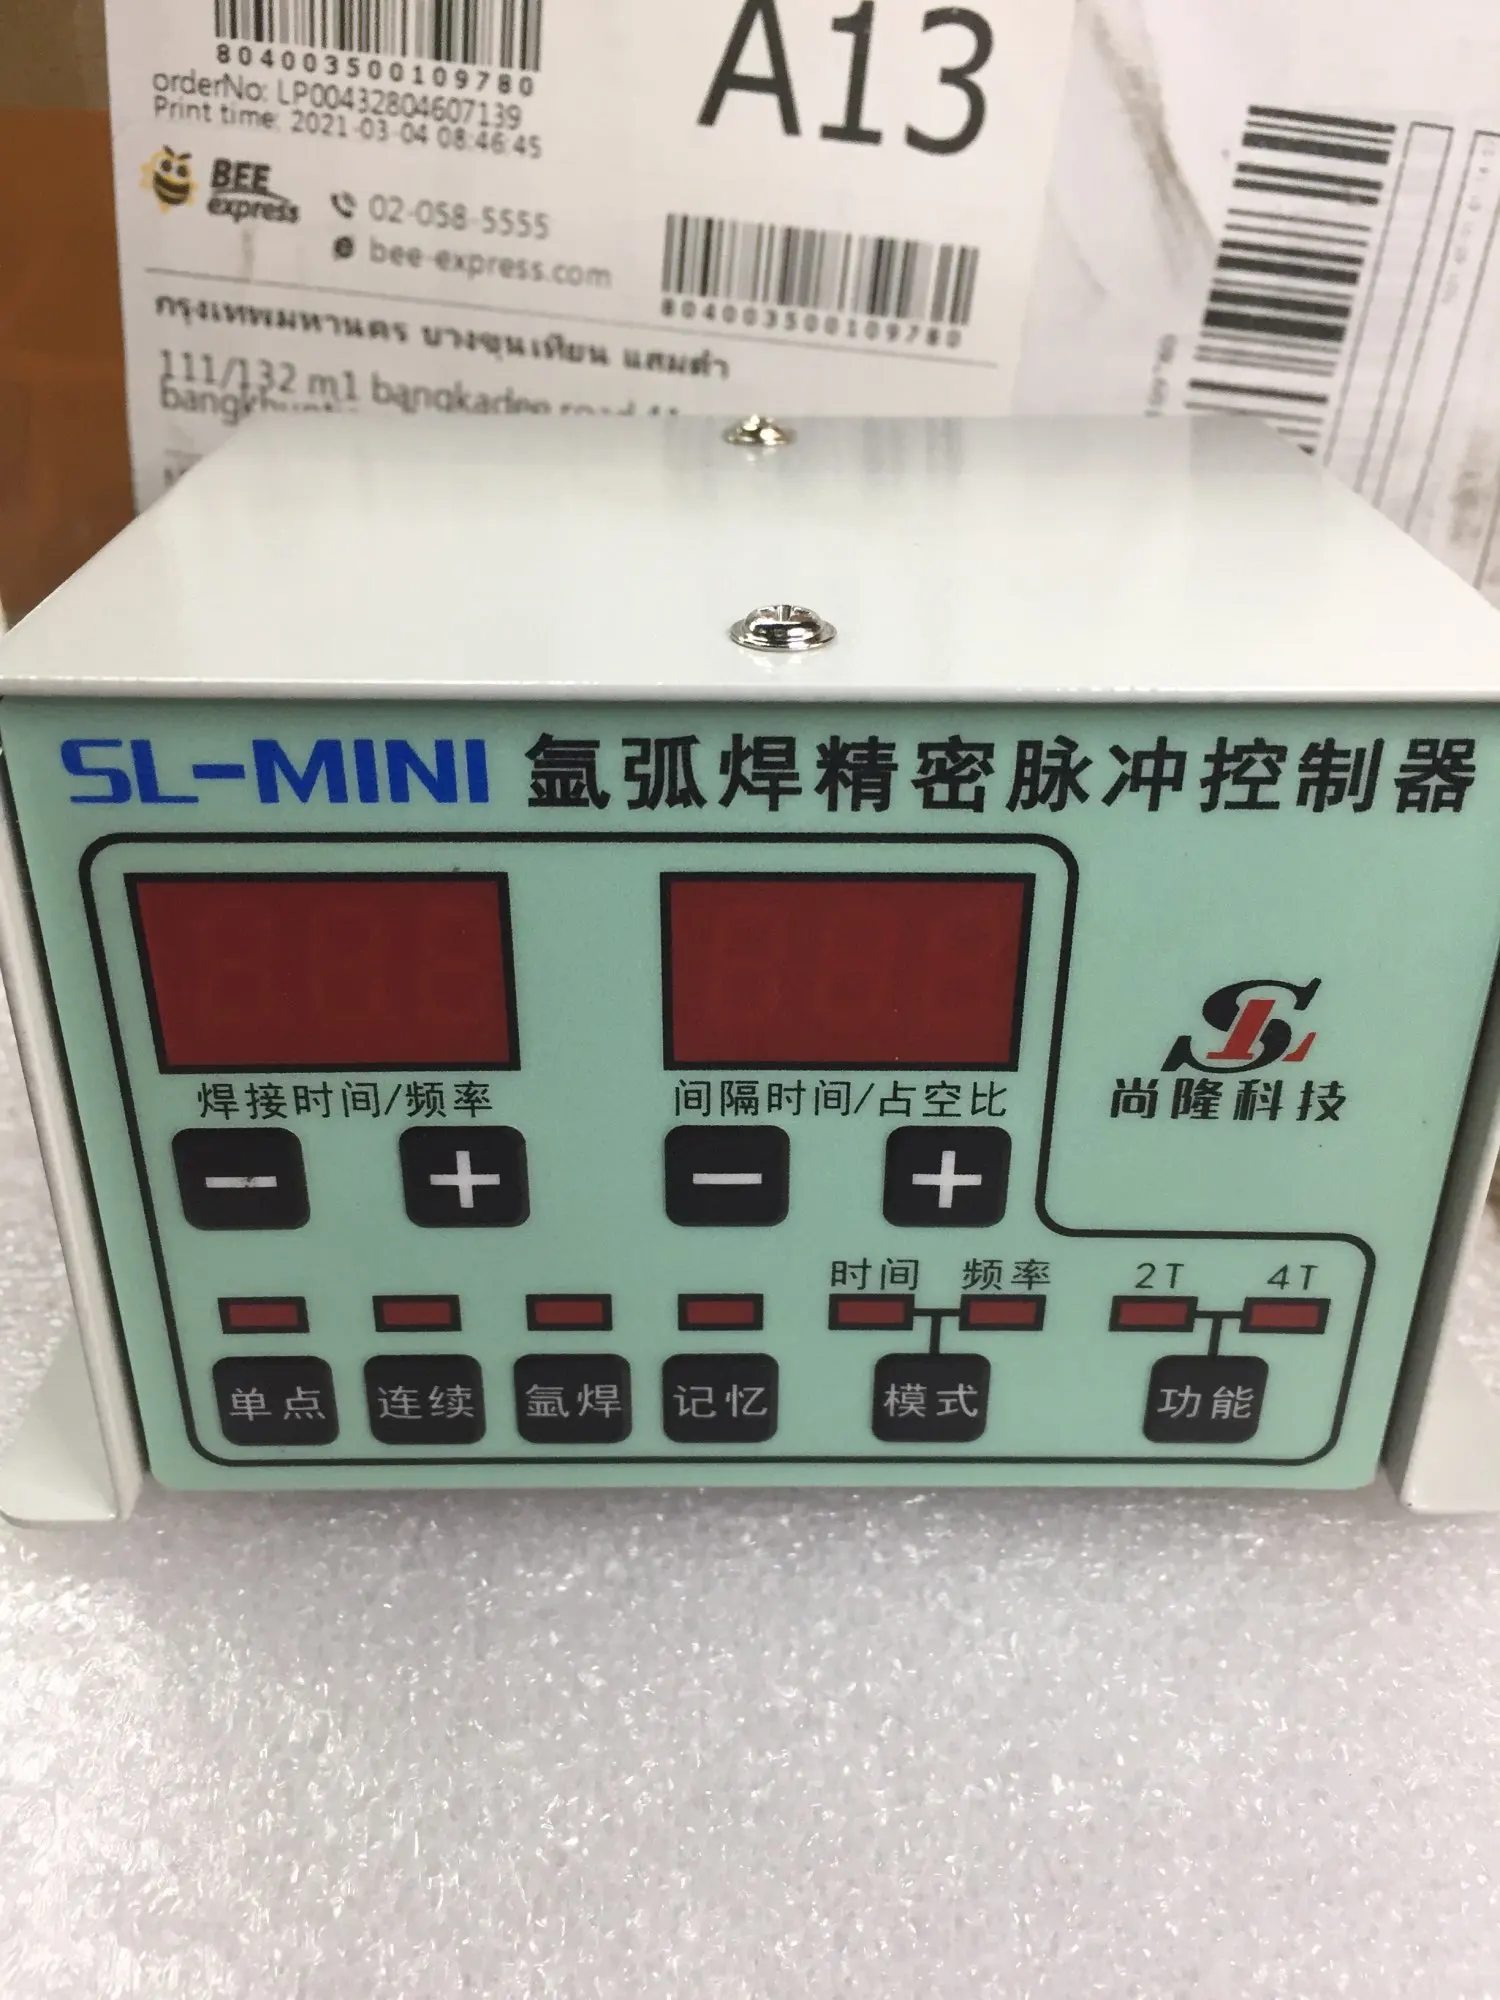 804003500109780
A13
orderNo: LP00432804607139
Print time: 2021-03-04 08:46:45
BEE
express
02-058-5555
bee-express.com
804003500109780
กรุงเทพมหานคร บางขุนเทียน แสมดำ
111/132 m1 bangkadee road
SL-MINI 氩弧焊精密脉冲控制器
焊接时间/频率
间隔时间/占空比
SL
尚隆科技
− + − +
时间 频率 2T 4T
单点 连续 氩焊 记忆 模式 功能